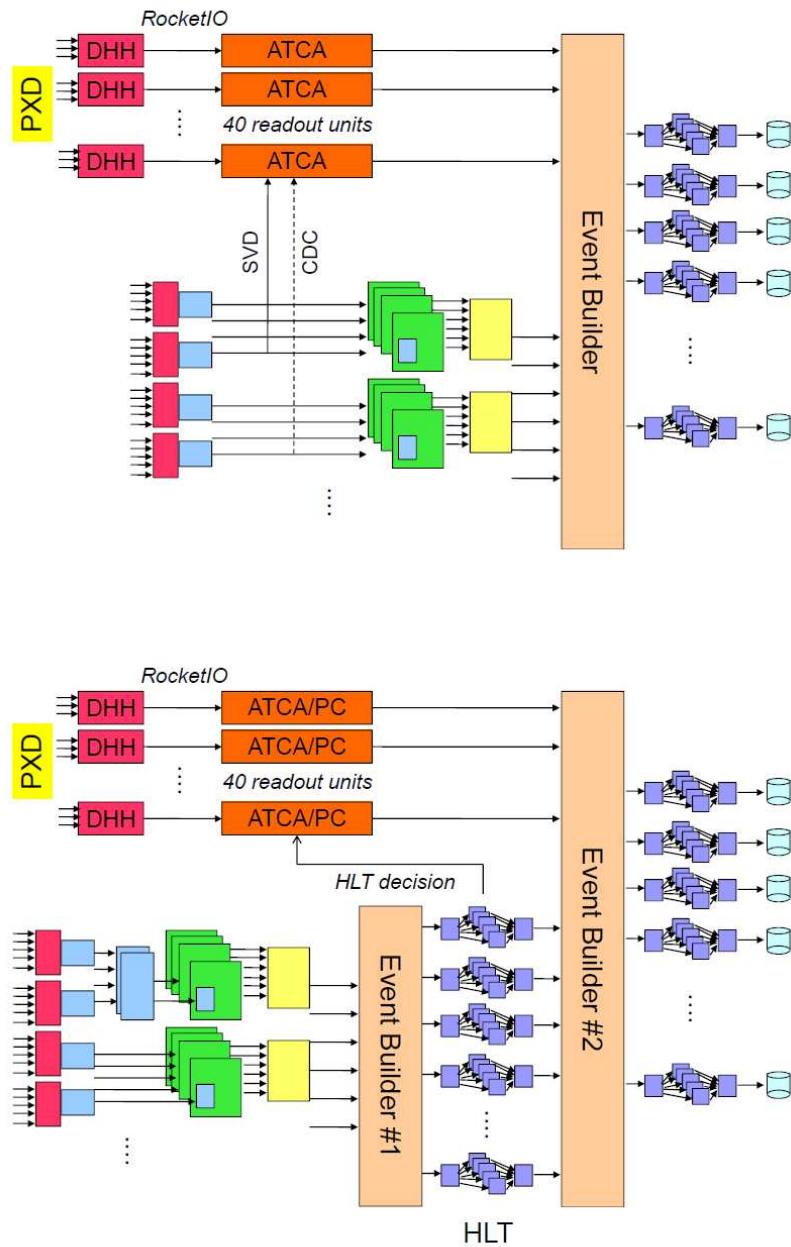 RocketIO
DHH
ATCA
DHH
ATCA
PXD
40 readout units
DHH
ATCA
SVD
CDC
Event Builder
RocketIO
DHH
ATCA/PC
DHH
ATCA/PC
PXD
40 readout units
DHH
ATCA/PC
HLT decision
Event Builder #1
Event Builder #2
HLT